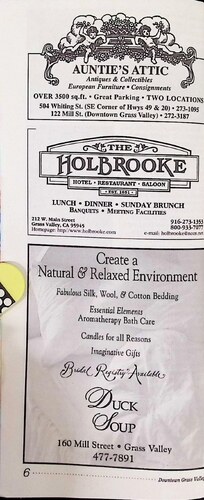 AUNTIE'S ATTIC
Antiques & Collectibles
European Furniture • Consignments
OVER 3500 sq.ft. • Great Parking • TWO LOCATIONS
504 Whiting St. (SE Corner of Hwys 49 & 20) • 273-1095
122 Mill St. (Downtown Grass Valley) • 272-3187
THE
HOLBROOKE
HOTEL • RESTAURANT • SALOON
LUNCH • DINNER • SUNDAY BRUNCH
BANQUETS • MEETING FACILITIES
212 W. Main Street
Grass Valley, CA 95945
Homepage: http://www.holbrooke.com
916-273-1353
800-933-7077
Create a
Natural & Relaxed Environment
Fabulous Silk, Wool, & Cotton Bedding
Essential Elements
Aromatherapy Bath Care
Candles for all Reasons
Imaginative Gifts
Bridal Registry Available
DUCK
SOUP
160 Mill Street • Grass Valley
477-7891
6
Downtown Grass Valley